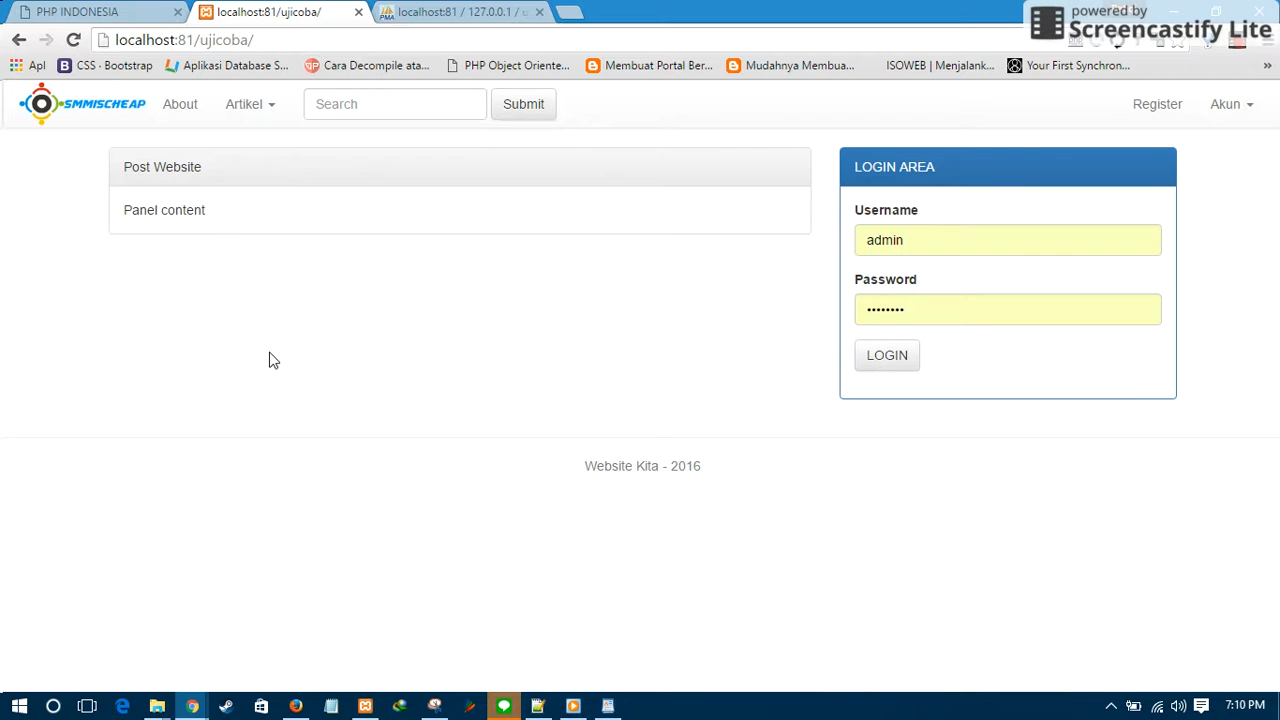 PHP INDONESIA
localhost:81/ujicoba/
localhost:81 / 127.0.0.1 / u
powered by
Screencastify Lite
localhost:81/ujicoba/
Apl
CSS · Bootstrap
Aplikasi Database S...
Cara Decompile ata...
PHP Object Oriente...
Membuat Portal Ber...
Mudahnya Membua...
ISOWEB | Menjalank...
Your First Synchron...
»
SMMISCHEAP
About
Artikel
Search
Submit
Register
Akun
Post Website
Panel content
LOGIN AREA
Username
admin
Password
••••••••
LOGIN
Website Kita - 2016
7:10 PM